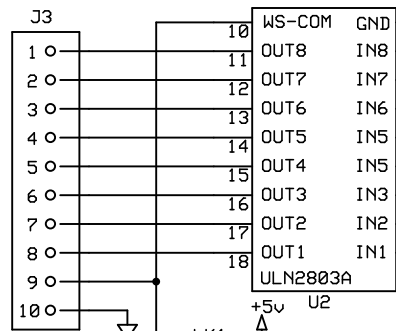 J3
WS-COM GND
10
1 OUT8 IN8
11
2 OUT7 IN7
12
3 OUT6 IN6
13
4 OUT5 IN5
14
5 OUT4 IN5
15
6 OUT3 IN3
16
7 OUT2 IN2
17
8 OUT1 IN1
18
9 ULN2803A
+5v U2
10